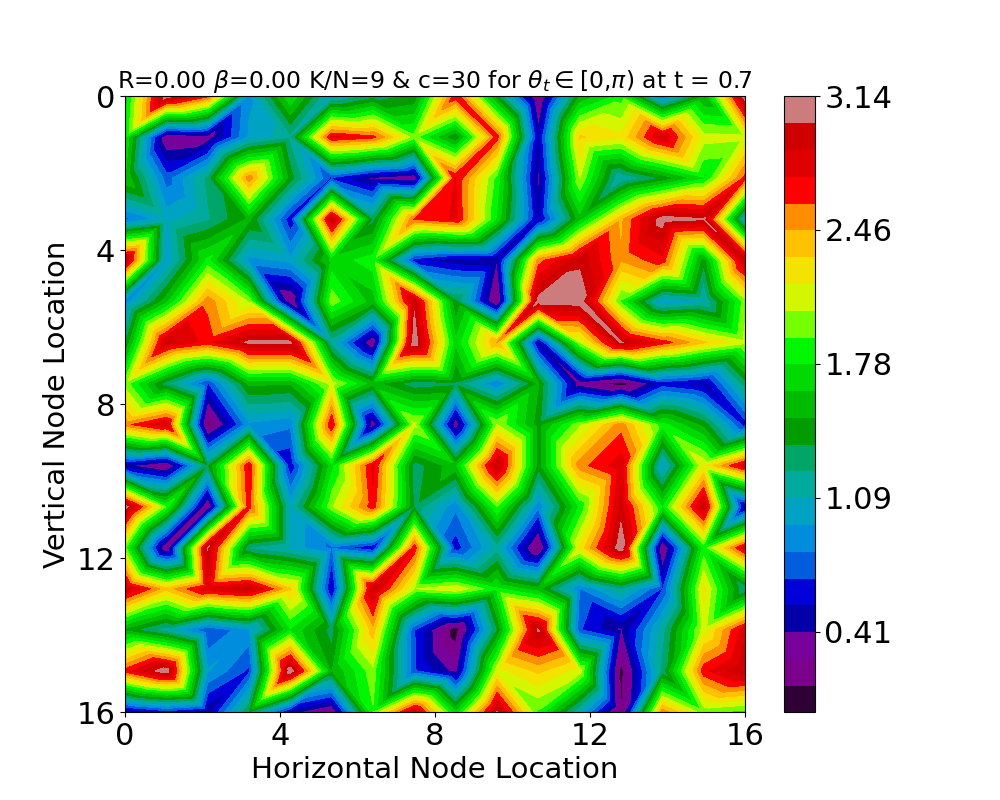 R=0.00 β=0.00 K/N=9 & c=30 for θₜ ∈ [0,π) at t = 0.7
0
4
8
12
16
Vertical Node Location
0 4 8 12 16
Horizontal Node Location
3.14
2.46
1.78
1.09
0.41